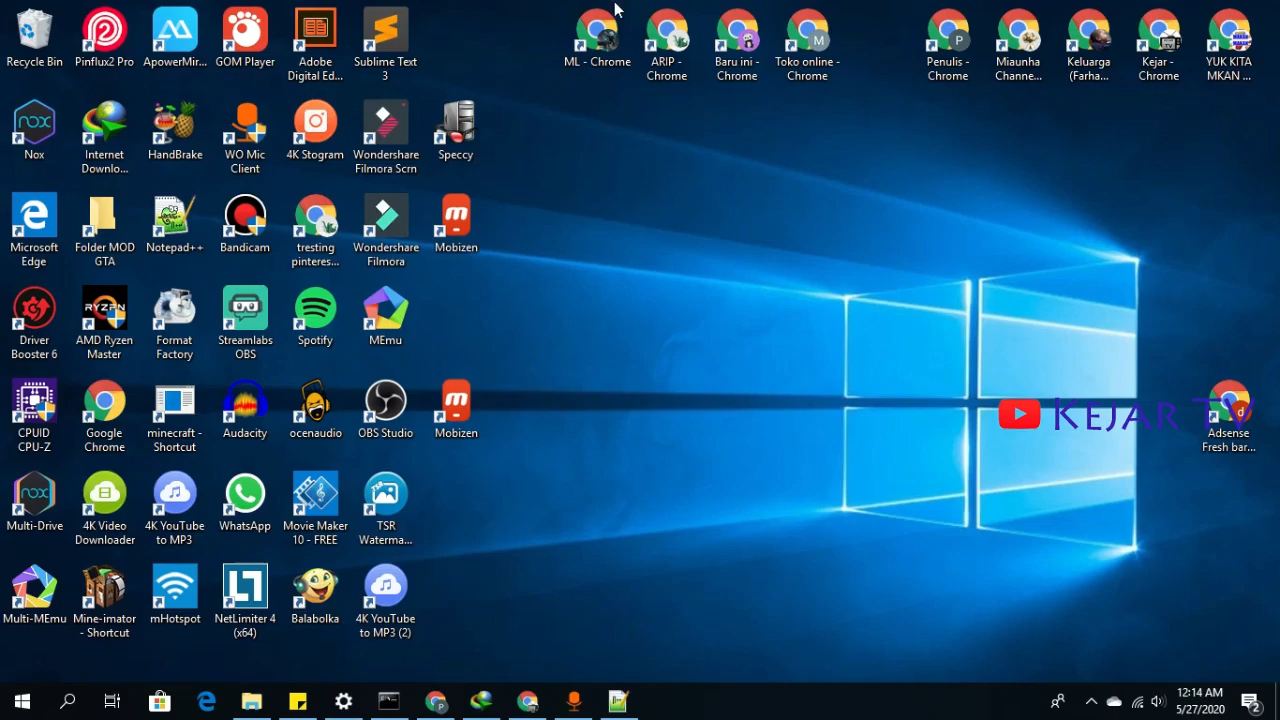 Recycle Bin
Pinflux2 Pro
ApowerMir...
GOM Player
Adobe
Digital Ed...
Sublime Text
3
ML - Chrome
ARIP -
Chrome
Baru ini -
Chrome
Toko online -
Chrome
Penulis -
Chrome
Miaunha
Channe...
Keluarga
(Farha...
Kejar -
Chrome
YUK KITA
MKAN ...
Nox
Internet
Downlo...
HandBrake
WO Mic
Client
4K Stogram
Wondershare
Filmora Scrn
Speccy
Microsoft
Edge
Folder MOD
GTA
Notepad++
Bandicam
tresting
pinteres...
Wondershare
Filmora
Mobizen
Driver
Booster 6
AMD Ryzen
Master
Format
Factory
Streamlabs
OBS
Spotify
MEmu
CPUID
CPU-Z
Google
Chrome
minecraft -
Shortcut
Audacity
ocenaudio
OBS Studio
Mobizen
KEJAR TV
Adsense
Fresh bar...
Multi-Drive
4K Video
Downloader
4K YouTube
to MP3
WhatsApp
Movie Maker
10 - FREE
TSR
Waterma...
Multi-MEmu
Mine-imator
- Shortcut
mHotspot
NetLimiter 4
(x64)
Balabolka
4K YouTube
to MP3 (2)
12:14 AM
5/27/2020
2